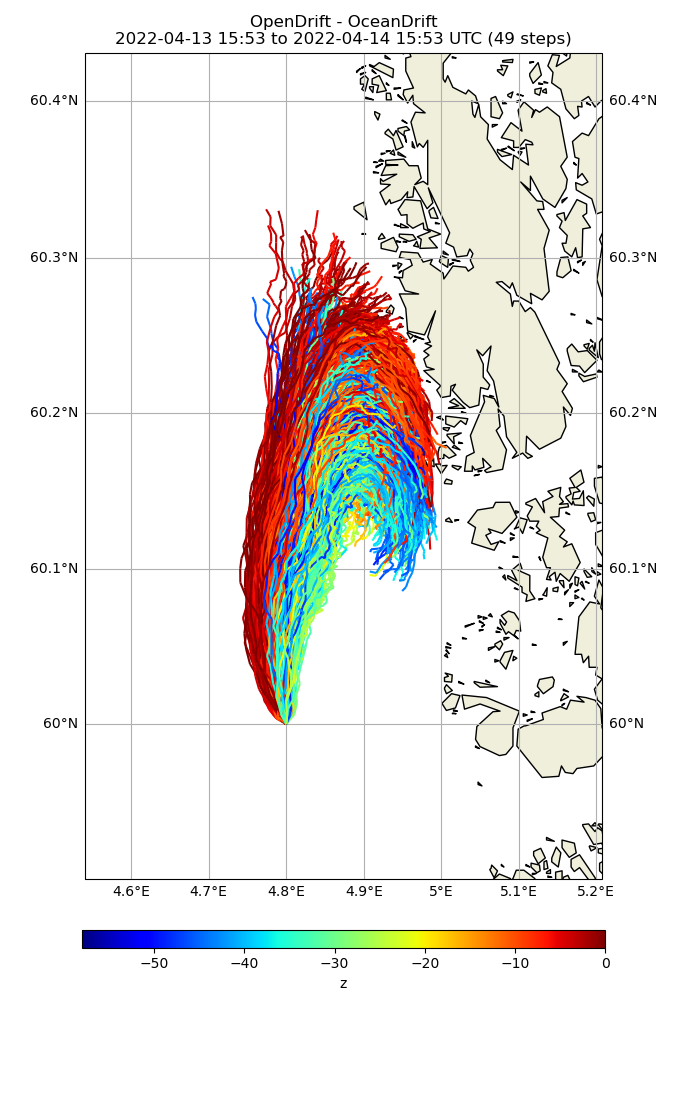 OpenDrift - OceanDrift
2022-04-13 15:53 to 2022-04-14 15:53 UTC (49 steps)
60.4°N 60.4°N
60.3°N 60.3°N
60.2°N 60.2°N
60.1°N 60.1°N
60°N 60°N
4.6°E 4.7°E 4.8°E 4.9°E 5°E 5.1°E 5.2°E
−50 −40 −30 −20 −10 0
z